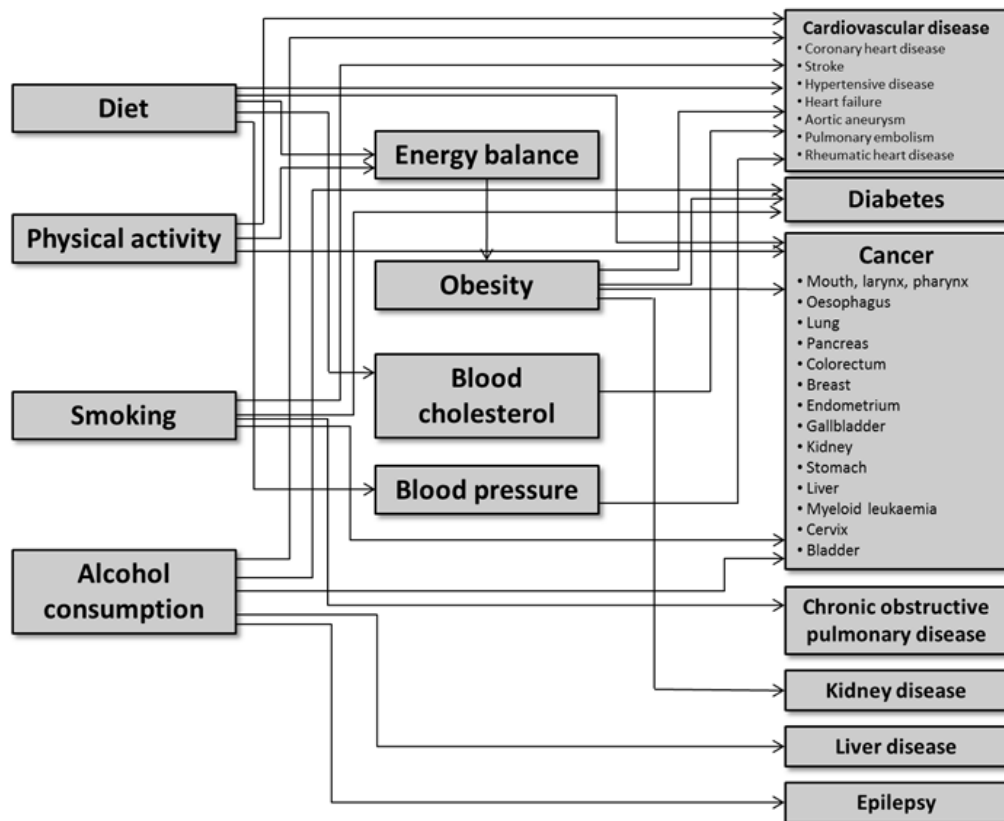 Diet
Physical activity
Smoking
Alcohol
consumption
Energy balance
Obesity
Blood
cholesterol
Blood pressure
Cardiovascular disease
• Coronary heart disease
• Stroke
• Hypertensive disease
• Heart failure
• Aortic aneurysm
• Pulmonary embolism
• Rheumatic heart disease
Diabetes
Cancer
• Mouth, larynx, pharynx
• Oesophagus
• Lung
• Pancreas
• Colorectum
• Breast
• Endometrium
• Gallbladder
• Kidney
• Stomach
• Liver
• Myeloid leukaemia
• Cervix
• Bladder
Chronic obstructive
pulmonary disease
Kidney disease
Liver disease
Epilepsy